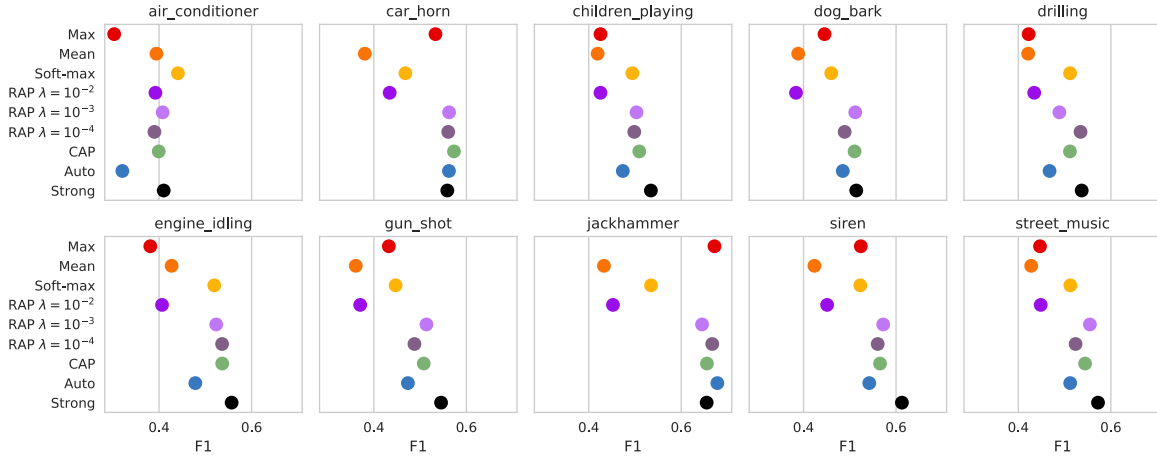 air_conditioner car_horn children_playing dog_bark drilling
Max
Mean
Soft-max
RAP λ = 10⁻²
RAP λ = 10⁻³
RAP λ = 10⁻⁴
CAP
Auto
Strong
engine_idling gun_shot jackhammer siren street_music
Max
Mean
Soft-max
RAP λ = 10⁻²
RAP λ = 10⁻³
RAP λ = 10⁻⁴
CAP
Auto
Strong
0.4 0.6 0.4 0.6 0.4 0.6 0.4 0.6 0.4 0.6
F1 F1 F1 F1 F1